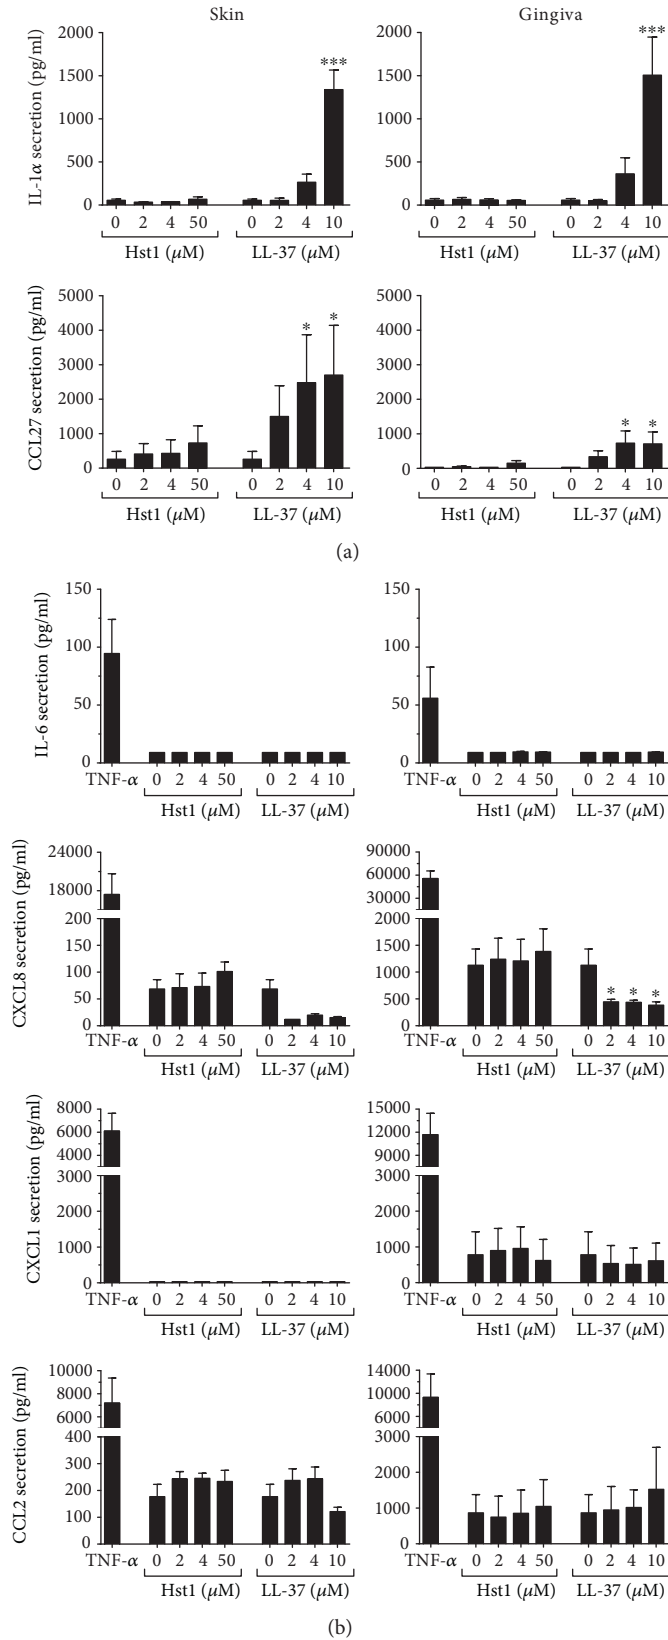 Skin Gingiva
IL-1α secretion (pg/ml)
2000
1500
1000
500
0
***
0 2 4 50 0 2 4 10
Hst1 (μM) LL-37 (μM)
2000
1500
1000
500
0
***
0 2 4 50 0 2 4 10
Hst1 (μM) LL-37 (μM)
CCL27 secretion (pg/ml)
5000
4000
3000
2000
1000
0
* *
0 2 4 50 0 2 4 10
Hst1 (μM) LL-37 (μM)
5000
4000
3000
2000
1000
0
* *
0 2 4 50 0 2 4 10
Hst1 (μM) LL-37 (μM)
(a)
IL-6 secretion (pg/ml)
150
100
50
0
TNF-α 0 2 4 50 0 2 4 10
Hst1 (μM) LL-37 (μM)
150
100
50
0
TNF-α 0 2 4 50 0 2 4 10
Hst1 (μM) LL-37 (μM)
CXCL8 secretion (pg/ml)
24000
18000
200
150
100
50
0
TNF-α 0 2 4 50 0 2 4 10
Hst1 (μM) LL-37 (μM)
90000
60000
30000
2000
1500
1000
500
0
* * *
TNF-α 0 2 4 50 0 2 4 10
Hst1 (μM) LL-37 (μM)
CXCL1 secretion (pg/ml)
8000
6000
4000
3000
2000
1000
0
TNF-α 0 2 4 50 0 2 4 10
Hst1 (μM) LL-37 (μM)
15000
12000
9000
3000
2000
1000
0
TNF-α 0 2 4 50 0 2 4 10
Hst1 (μM) LL-37 (μM)
CCL2 secretion (pg/ml)
10000
8000
6000
400
300
200
100
0
TNF-α 0 2 4 50 0 2 4 10
Hst1 (μM) LL-37 (μM)
14000
12000
10000
8000
6000
4000
3000
2000
1000
0
TNF-α 0 2 4 50 0 2 4 10
Hst1 (μM) LL-37 (μM)
(b)